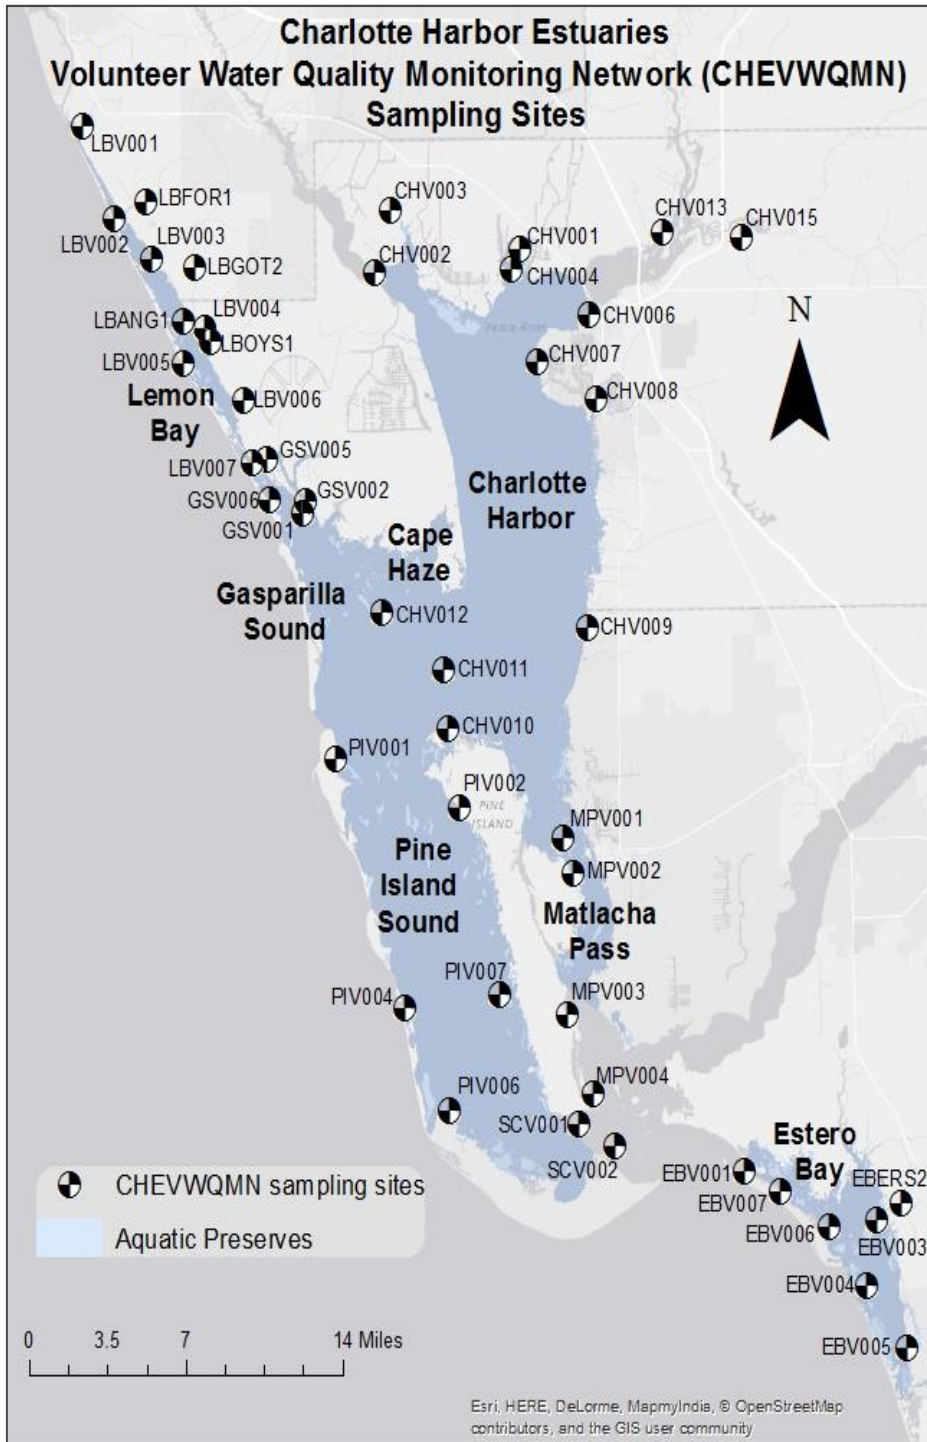 Charlotte Harbor Estuaries
Volunteer Water Quality Monitoring Network (CHEVWQMN)
Sampling Sites
LBV001
LBFOR1
CHV003
CHV013
CHV015
LBV002
LBV003
CHV002
CHV001
LBGOT2
CHV004
LBANG1
LBV004
CHV006
N
Peace River
LBOYS1
LBV005
CHV007
Lemon
Bay
LBV006
CHV008
GSV005
LBV007
Charlotte
Harbor
GSV002
GSV006
GSV001
Cape
Haze
Gasparilla
Sound
CHV012
CHV009
CHV011
CHV010
PIV001
PIV002
PINE
ISLAND
MPV001
Pine
Island
Sound
MPV002
Matlacha
Pass
PIV007
PIV004
MPV003
PIV006
MPV004
SCV001
SCV002
Estero
Bay
EBV001
EBERS2
EBV007
EBV006
EBV003
EBV004
EBV005
CHEVWQMN sampling sites
Aquatic Preserves
0 3.5 7 14 Miles
Esri, HERE, DeLorme, MapmyIndia, © OpenStreetMap
contributors, and the GIS user community